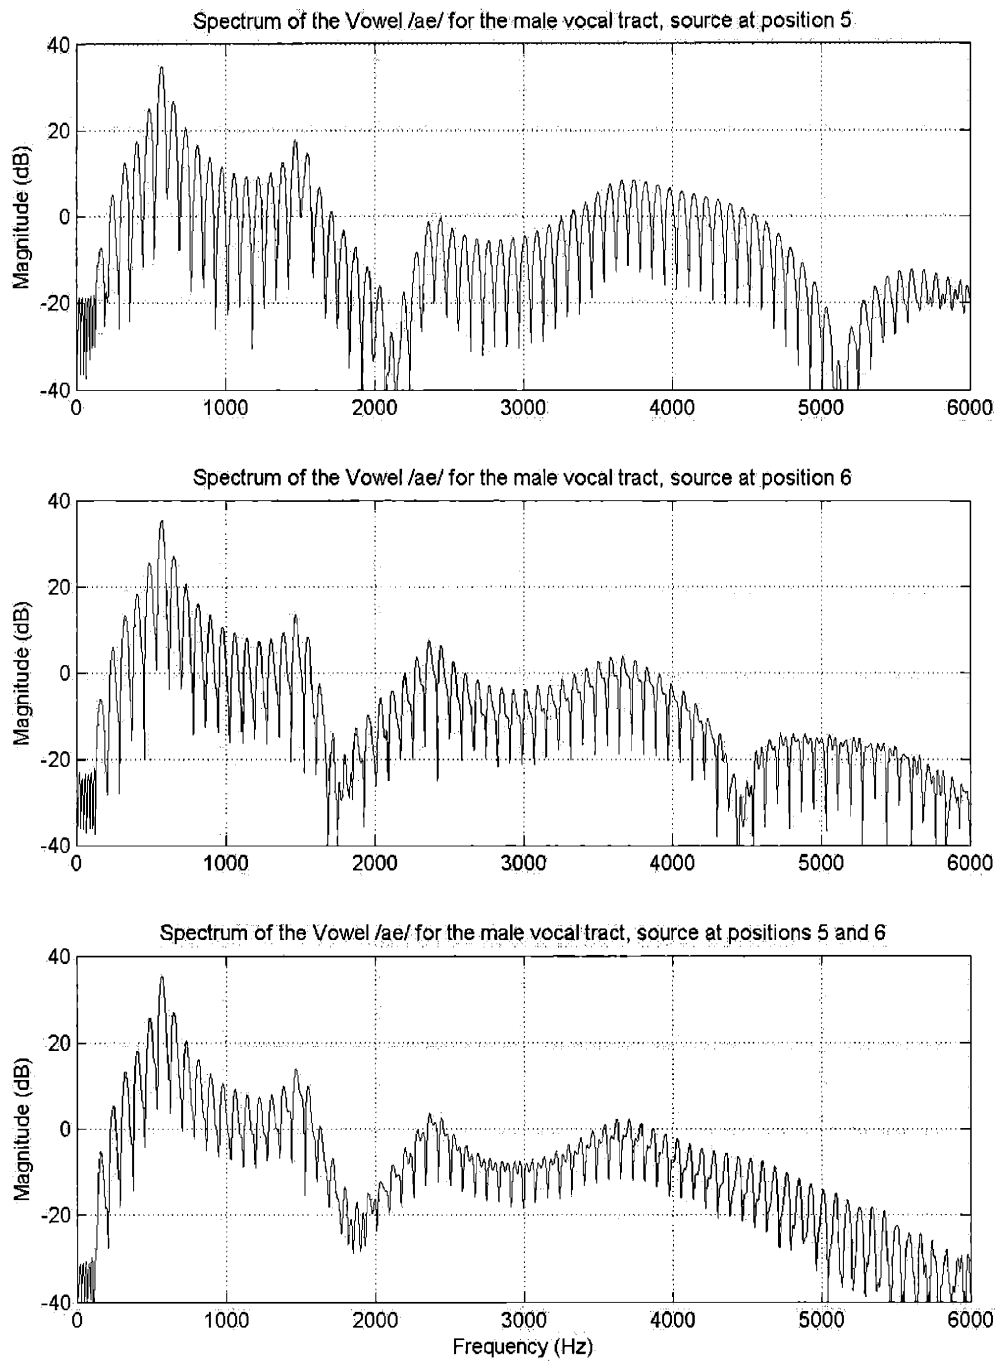 Spectrum of the Vowel /ae/ for the male vocal tract, source at position 5
40
20
0
-20
-40
Magnitude (dB)
0 1000 2000 3000 4000 5000 6000
Spectrum of the Vowel /ae/ for the male vocal tract, source at position 6
40
20
0
-20
-40
Magnitude (dB)
0 1000 2000 3000 4000 5000 6000
Spectrum of the Vowel /ae/ for the male vocal tract, source at positions 5 and 6
40
20
0
-20
-40
Magnitude (dB)
0 1000 2000 3000 4000 5000 6000
Frequency (Hz)